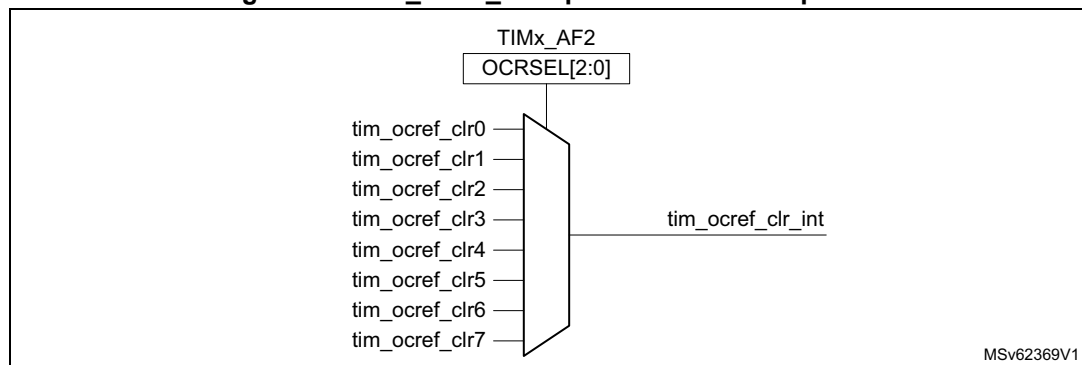 TIMx_AF2
OCRSEL[2:0]
tim_ocref_clr0
tim_ocref_clr1
tim_ocref_clr2
tim_ocref_clr3
tim_ocref_clr4
tim_ocref_clr5
tim_ocref_clr6
tim_ocref_clr7
tim_ocref_clr_int
MSv62369V1